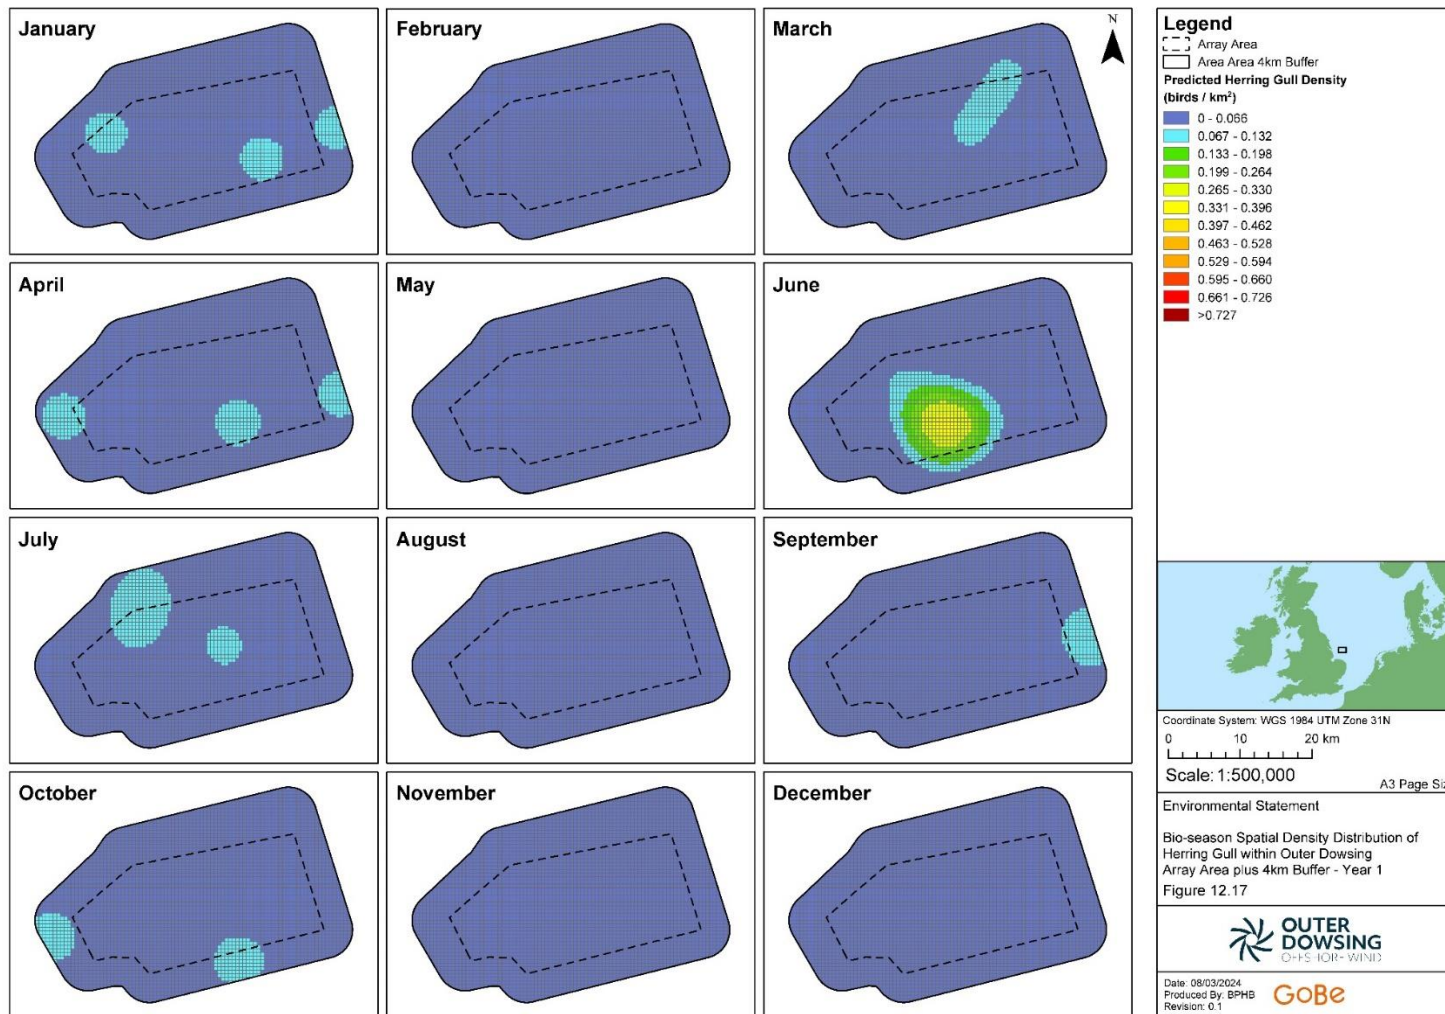 January
February
March
N
April
May
June
July
August
September
October
November
December
Legend
Array Area
Area Area 4km Buffer
Predicted Herring Gull Density
(birds / km²)
0 - 0.066
0.067 - 0.132
0.133 - 0.198
0.199 - 0.264
0.265 - 0.330
0.331 - 0.396
0.397 - 0.462
0.463 - 0.528
0.529 - 0.594
0.595 - 0.660
0.661 - 0.726
>0.727
Coordinate System: WGS 1984 UTM Zone 31N
0 10 20 km
Scale: 1:500,000
A3 Page Siz
Environmental Statement
Bio-season Spatial Density Distribution of
Herring Gull within Outer Dowsing
Array Area plus 4km Buffer - Year 1
Figure 12.17
OUTER
DOWSING
OFFSHORE WIND
Date: 08/03/2024
Produced By: BPHB
Revision: 0.1
GoBe